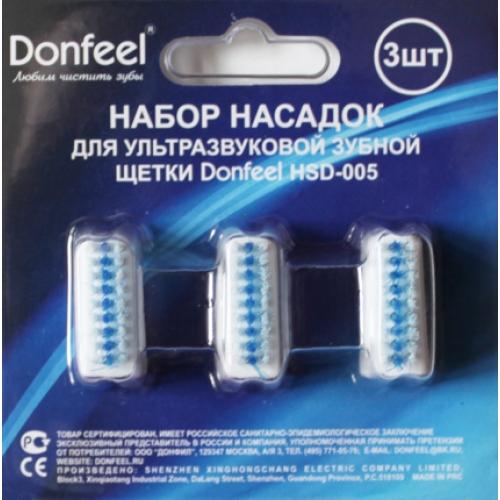 Donfeel®
Любим чистить зубы
3шт
НАБОР НАСАДОК
ДЛЯ УЛЬТРАЗВУКОВОЙ ЗУБНОЙ
ЩЕТКИ Donfeel HSD-005
ТОВАР СЕРТИФИЦИРОВАН, ИМЕЕТ РОССИЙСКОЕ САНИТАРНО-ЭПИДЕМИОЛОГИЧЕСКОЕ ЗАКЛЮЧЕНИЕ
ЭКСКЛЮЗИВНЫЙ ПРЕДСТАВИТЕЛЬ В РОССИИ И КОМПАНИЯ, УПОЛНОМОЧЕННАЯ ПРИНИМАТЬ ПРЕТЕНЗИИ
ОТ ПОТРЕБИТЕЛЕЙ: ООО "ДОНФИЛ", 129347 МОСКВА, А/Я 3, ТЕЛ. (495) 771-65-76; E-MAIL. DONFEEL@BK.RU,
WEBSITE: DONFEEL.RU
ПРОИЗВЕДЕНО: SHENZHEN XINGHONGCHANG ELECTRIC COMPANY LIMITED,
Block3, Xinqiaotang Industrial Zone, DaLang Street, Shenzhen, Guandong Province, P.C 518109
MADE IN PRC